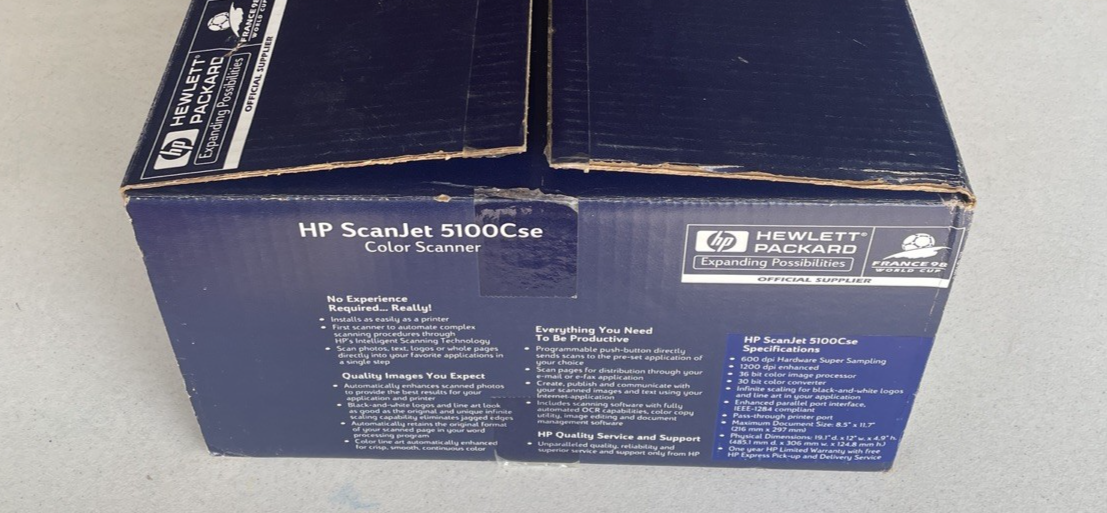 FRANCE 98
WORLD CUP
hp HEWLETT®
PACKARD
Expanding Possibilities
OFFICIAL SUPPLIER
HP ScanJet 5100Cse
Color Scanner
hp HEWLETT®
PACKARD
Expanding Possibilities
FRANCE 98
WORLD CUP
OFFICIAL SUPPLIER
No Experience
Required... Really!
• Installs as easily as a printer
• First scanner to automate complex
scanning procedures through
HP's Intelligent Scanning Technology
• Scan photos, text, logos or whole pages
directly into your favorite applications in
a single step
Quality Images You Expect
• Automatically enhances scanned photos
to provide the best results for your
application and printer
• Black-and-white logos and line art look
as good as the original and unique infinite
scaling capability eliminates jagged edges
• Automatically retains the original format
of your scanned page in your word
processing program
• Color line art automatically enhanced
for crisp, smooth, continuous color
Everything You Need
To Be Productive
• Programmable push-button directly
sends scans to the pre-set application of
your choice
• Scan pages for distribution through your
e-mail or e-fax application
• Create, publish and communicate with
your scanned images and text using your
Internet-application
• Includes scanning software with fully
automated OCR capabilities, color copy
utility, image editing and document
management software
HP Quality Service and Support
• Unparalleled quality, reliability and
superior service and support only from HP
HP ScanJet 5100Cse
Specifications
• 600 dpi Hardware Super Sampling
• 1200 dpi enhanced
• 36 bit color image processor
• 30 bit color converter
• Infinite scaling for black-and-white logos
and line art in your application
• Enhanced parallel port interface,
IEEE-1284 compliant
• Pass-through printer port
• Maximum Document Size: 8.5" x 11.7"
(216 mm x 297 mm)
• Physical Dimensions: 19.1" d. x 12" w. x 4.9" h.
(485.1 mm d. x 306 mm w. x 124.8 mm h.)
• One year HP Limited Warranty with free
HP Express Pick-up and Delivery Service